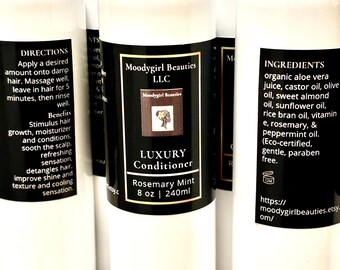 DIRECTIONS
Apply a desired
amount onto damp
hair. Massage well,
leave in hair for 5
minutes, then rinse
well.
Benefits
Stimulus hair
growth, moisturizer
and conditions,
sooth the scalp,
refreshing
sensation,
detangles hair,
improve shine and
texture and cooling
sensation.
Moodygirl Beauties
LLC
Moodygirl Beauties
LUXURY
Conditioner
Rosemary Mint
8 oz | 240ml
INGREDIENTS
organic aloe vera
juice, castor oil, olive
oil, sweet almond
oil, sunflower oil,
rice bran oil, vitamin
e, rosemary, &
peppermint oil.
(Eco-certified,
gentle, paraben
free.
https://
moodygirlbeauties.etsy.c
om/